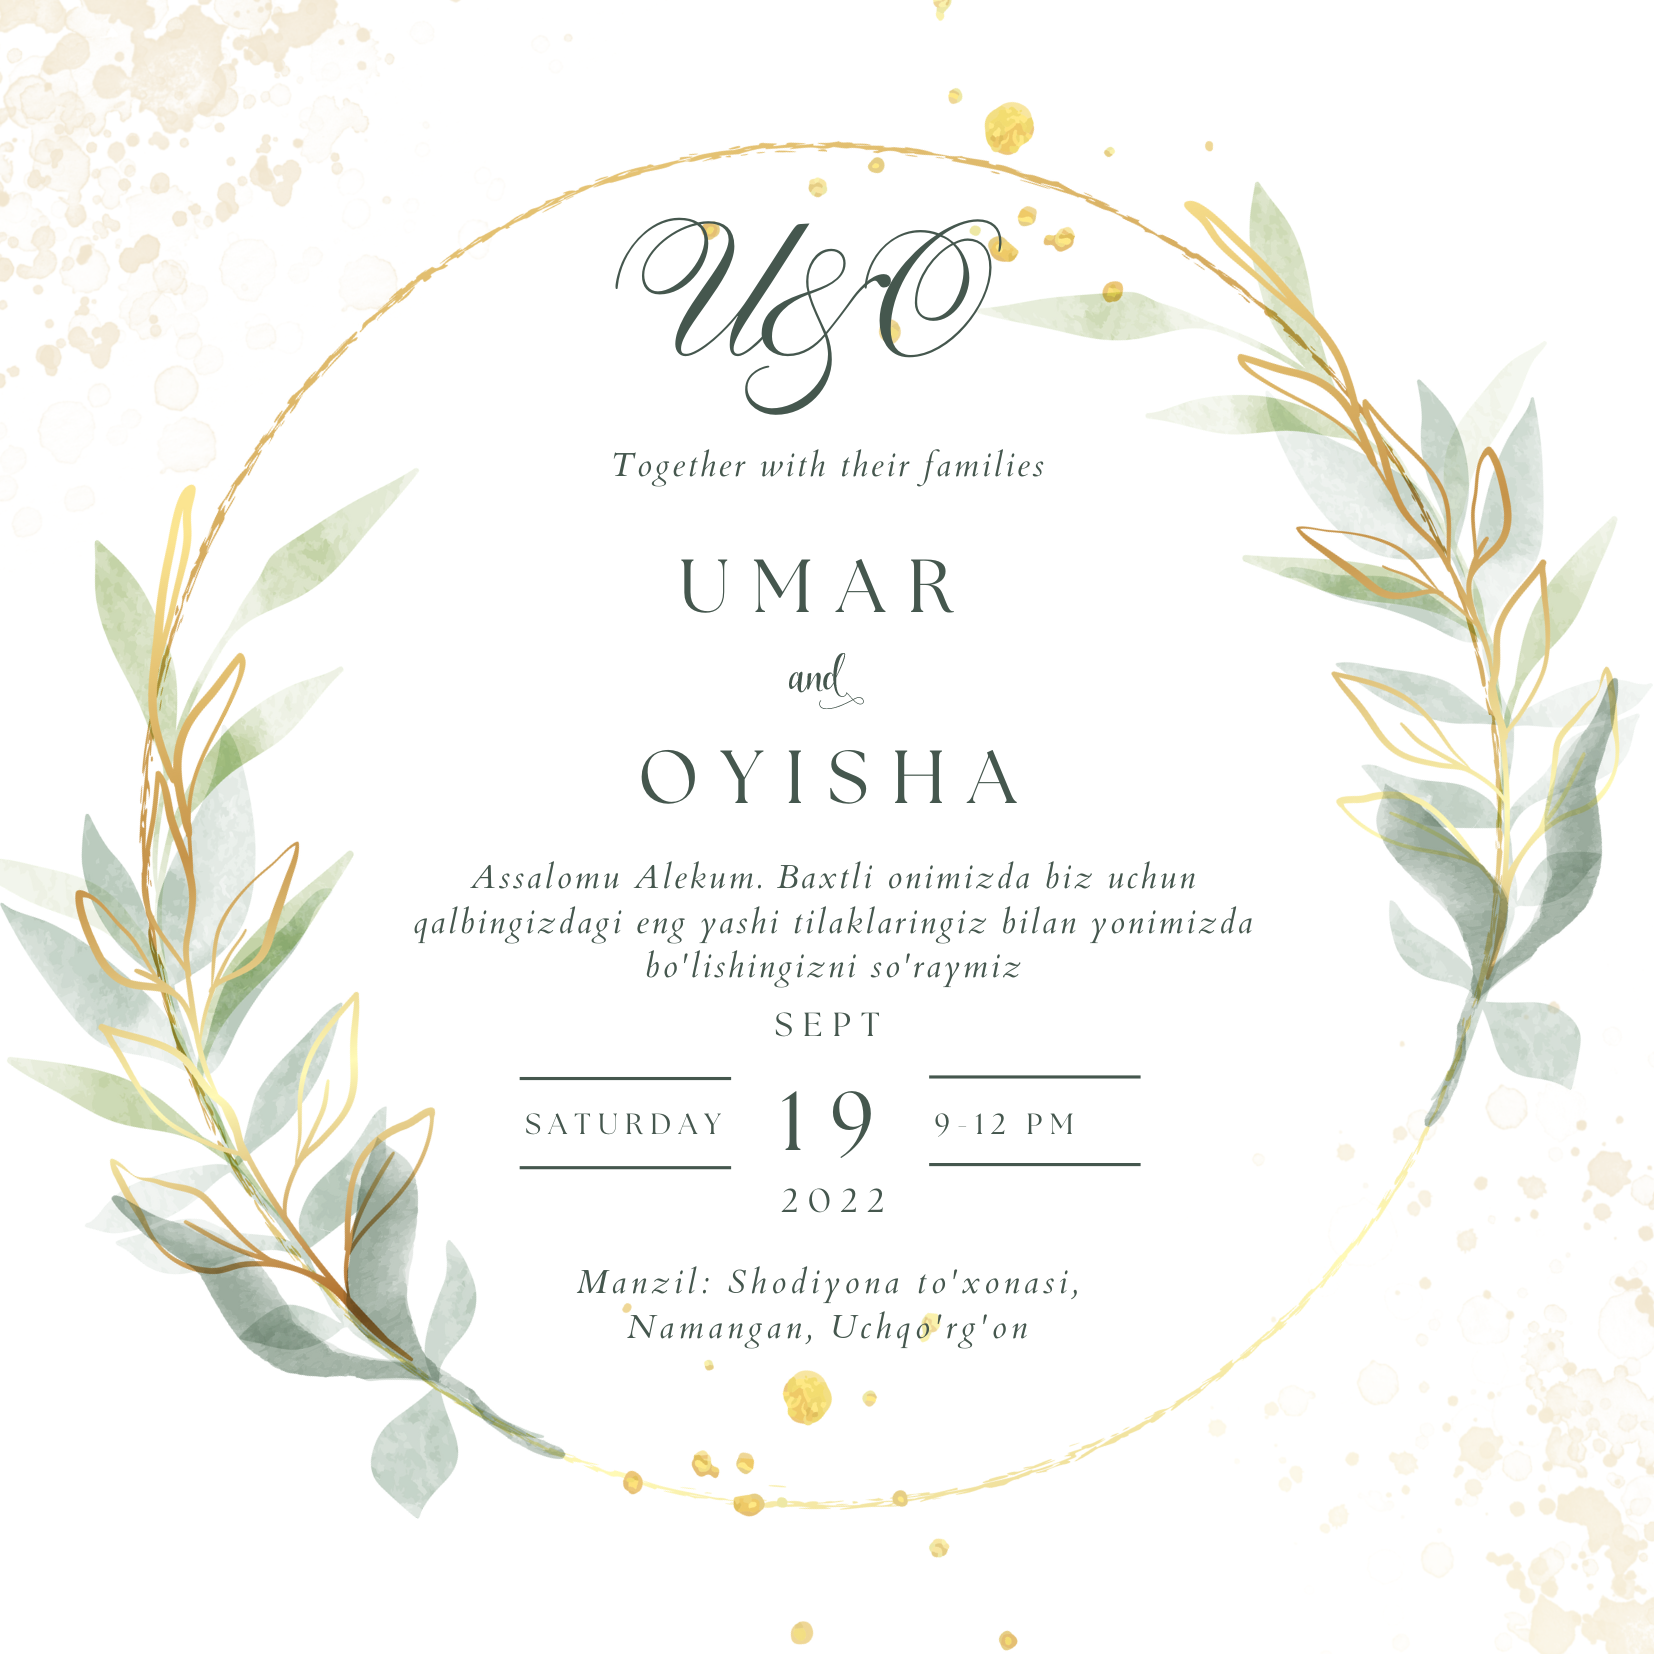 U&O
Together with their families
UMAR
and
OYISHA
Assalomu Alekum. Baxtli onimizda biz uchun
qalbingizdagi eng yashi tilaklaringiz bilan yonimizda
bo'lishingizni so'raymiz
SEPT
SATURDAY
19
9-12 PM
2022
Manzil: Shodiyona to'xonasi,
Namangan, Uchqo'rg'on